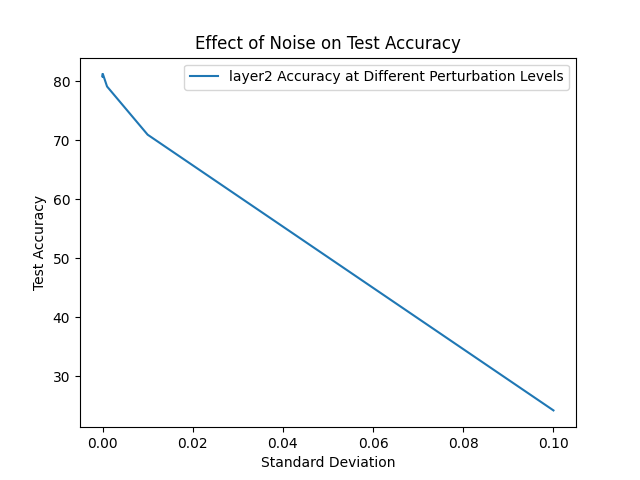 Effect of Noise on Test Accuracy
layer2 Accuracy at Different Perturbation Levels
Test Accuracy
80
70
60
50
40
30
0.00 0.02 0.04 0.06 0.08 0.10
Standard Deviation